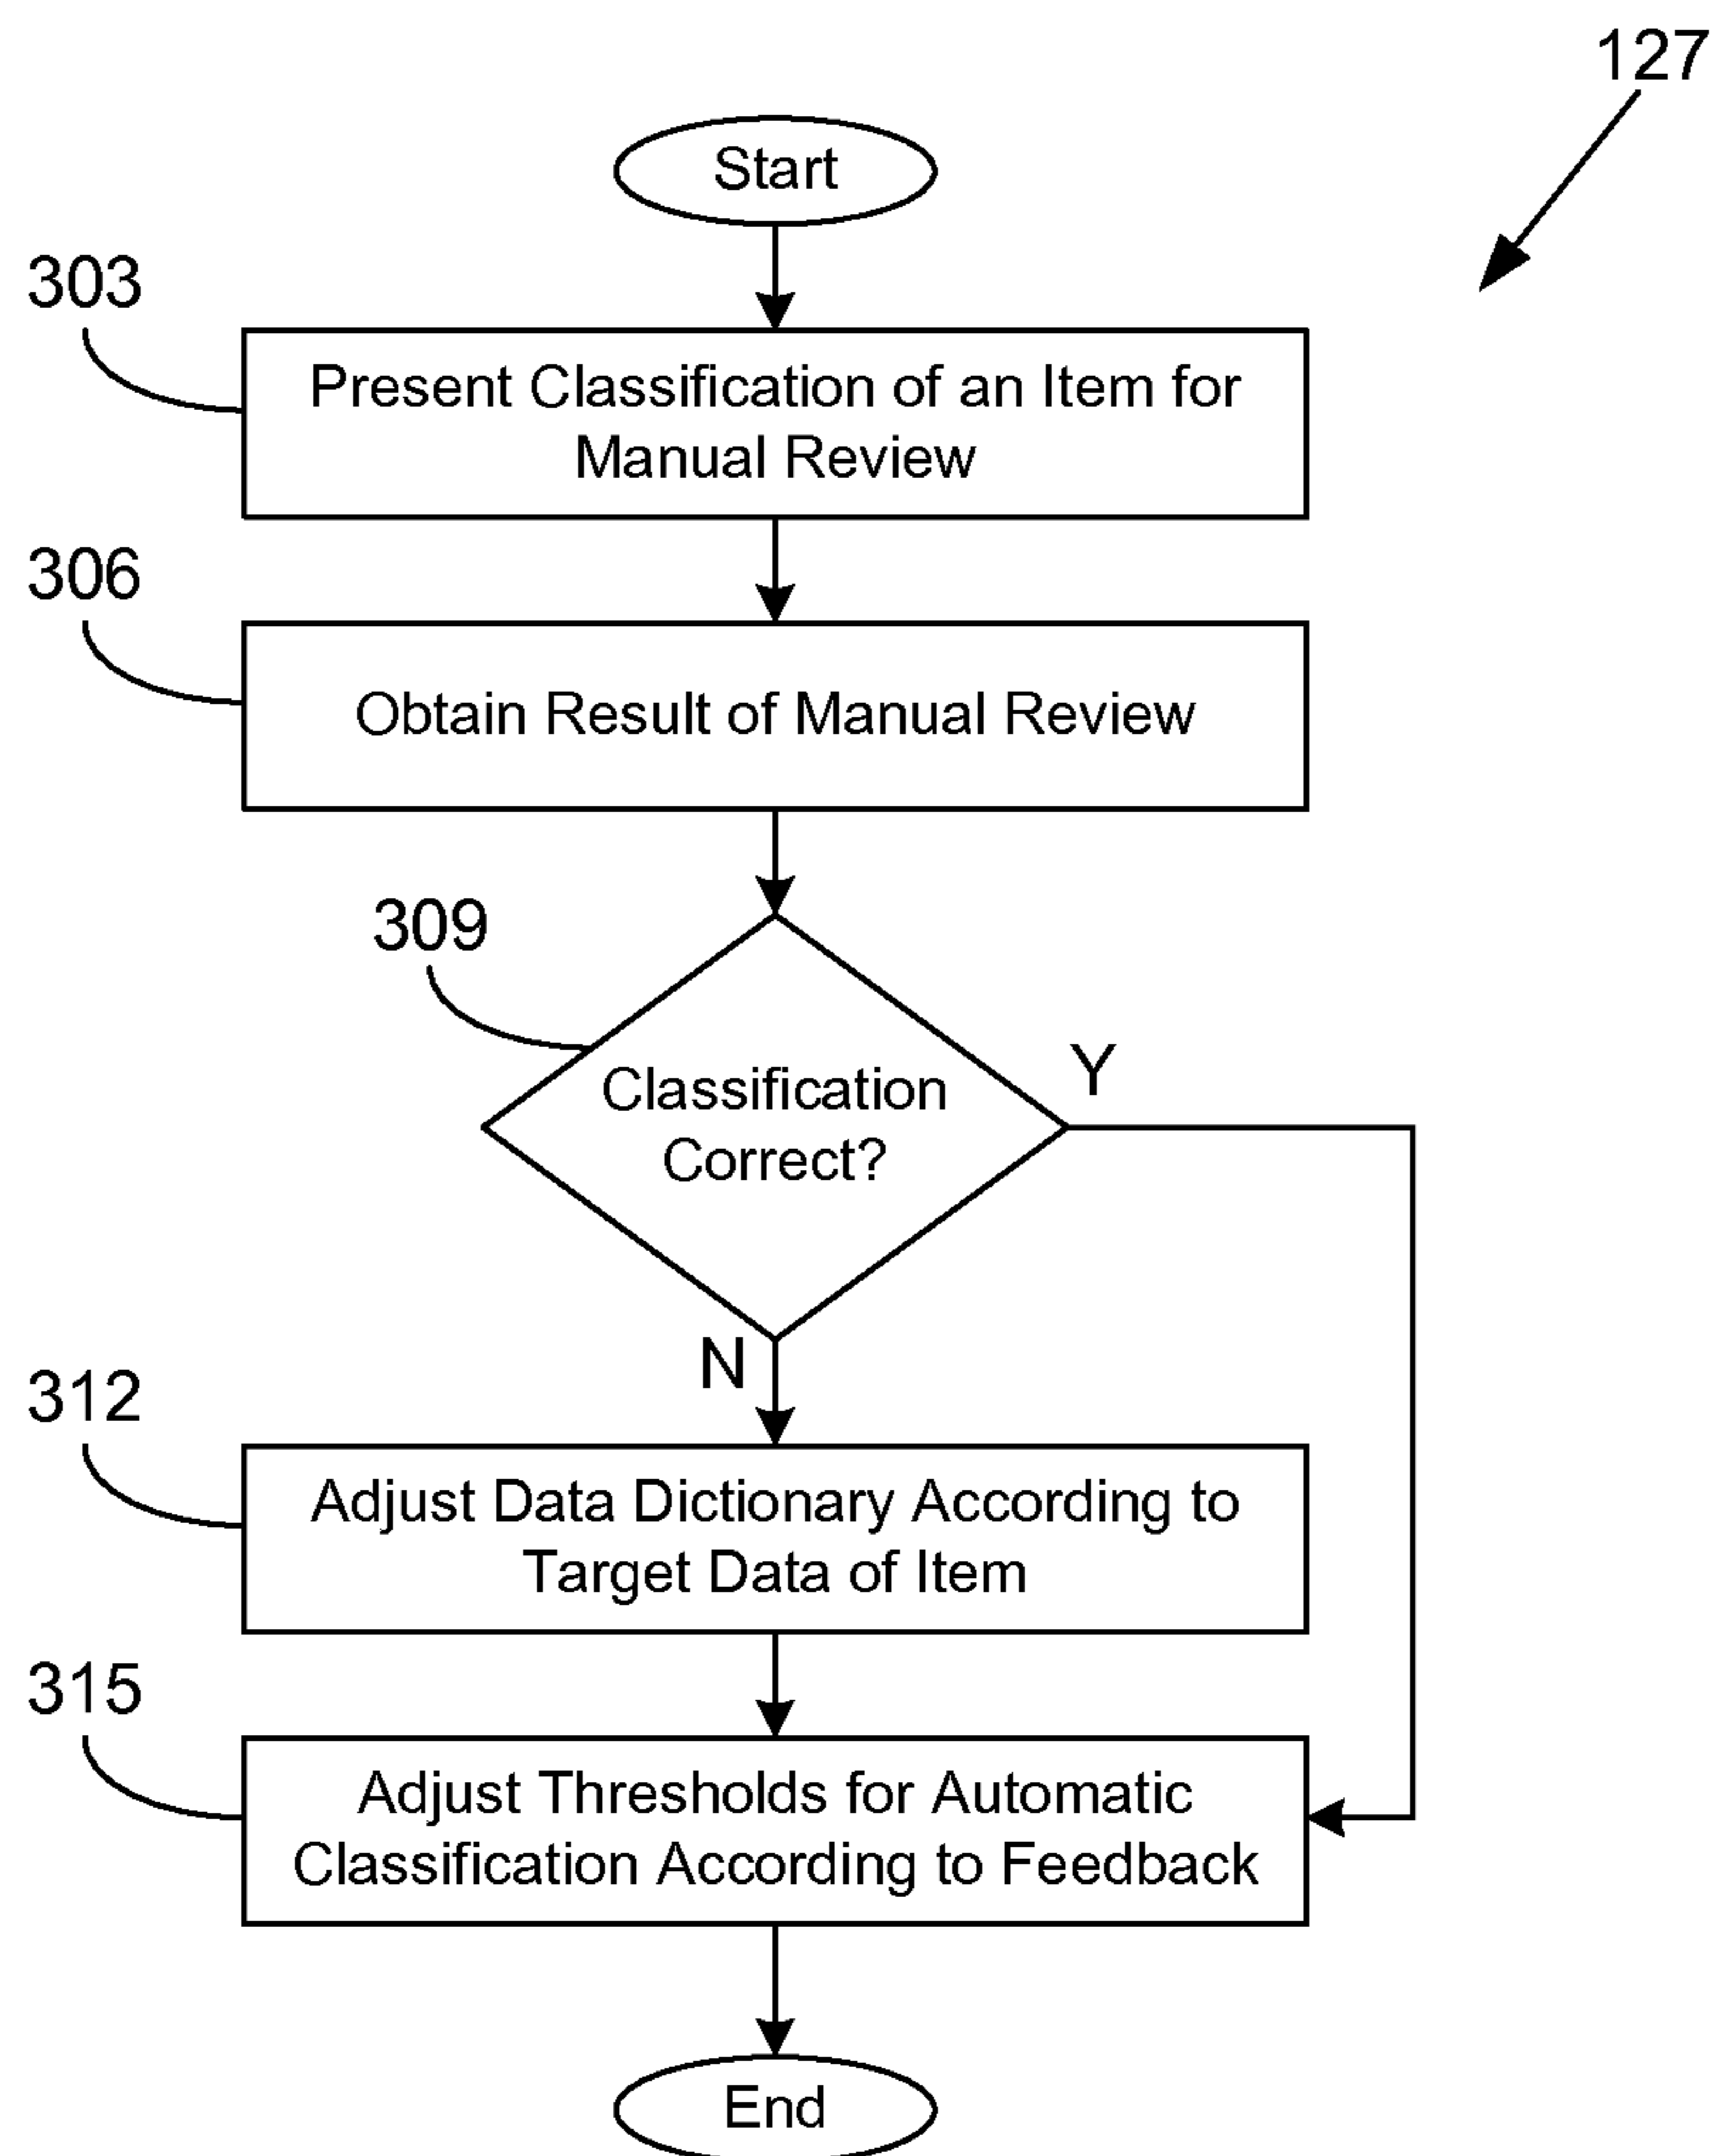 127
Start
303
Present Classification of an Item for
Manual Review
306
Obtain Result of Manual Review
309
Classification
Correct?
Y
N
312
Adjust Data Dictionary According to
Target Data of Item
315
Adjust Thresholds for Automatic
Classification According to Feedback
End